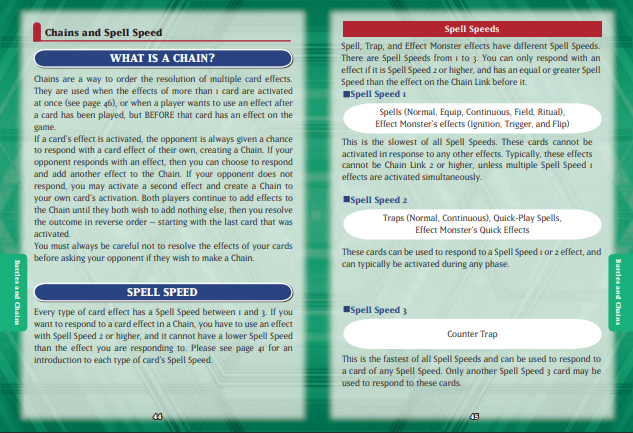 Chains and Spell Speed
WHAT IS A CHAIN?
Chains are a way to order the resolution of multiple card effects.
They are used when the effects of more than 1 card are activated
at once (see page 46), or when a player wants to use an effect after
a card has been played, but BEFORE that card has an effect on the
game.
If a card's effect is activated, the opponent is always given a chance
to respond with a card effect of their own, creating a Chain. If your
opponent responds with an effect, then you can choose to respond
and add another effect to the Chain. If your opponent does not
respond, you may activate a second effect and create a Chain to
your own card's activation. Both players continue to add effects to
the Chain until they both wish to add nothing else, then you resolve
the outcome in reverse order – starting with the last card that was
activated.
You must always be careful not to resolve the effects of your cards
before asking your opponent if they wish to make a Chain.
SPELL SPEED
Every type of card effect has a Spell Speed between 1 and 3. If you
want to respond to a card effect in a Chain, you have to use an effect
with Spell Speed 2 or higher, and it cannot have a lower Spell Speed
than the effect you are responding to. Please see page 41 for an
introduction to each type of card's Spell Speed.
Battles and Chains
44
Spell Speeds
Spell, Trap, and Effect Monster effects have different Spell Speeds.
There are Spell Speeds from 1 to 3. You can only respond with an
effect if it is Spell Speed 2 or higher, and has an equal or greater Spell
Speed than the effect on the Chain Link before it.
■Spell Speed 1
Spells (Normal, Equip, Continuous, Field, Ritual),
Effect Monster's effects (Ignition, Trigger, and Flip)
This is the slowest of all Spell Speeds. These cards cannot be
activated in response to any other effects. Typically, these effects
cannot be Chain Link 2 or higher, unless multiple Spell Speed 1
effects are activated simultaneously.
■Spell Speed 2
Traps (Normal, Continuous), Quick-Play Spells,
Effect Monster's Quick Effects
These cards can be used to respond to a Spell Speed 1 or 2 effect, and
can typically be activated during any phase.
■Spell Speed 3
Counter Trap
This is the fastest of all Spell Speeds and can be used to respond to
a card of any Spell Speed. Only another Spell Speed 3 card may be
used to respond to these cards.
Battles and Chains
45